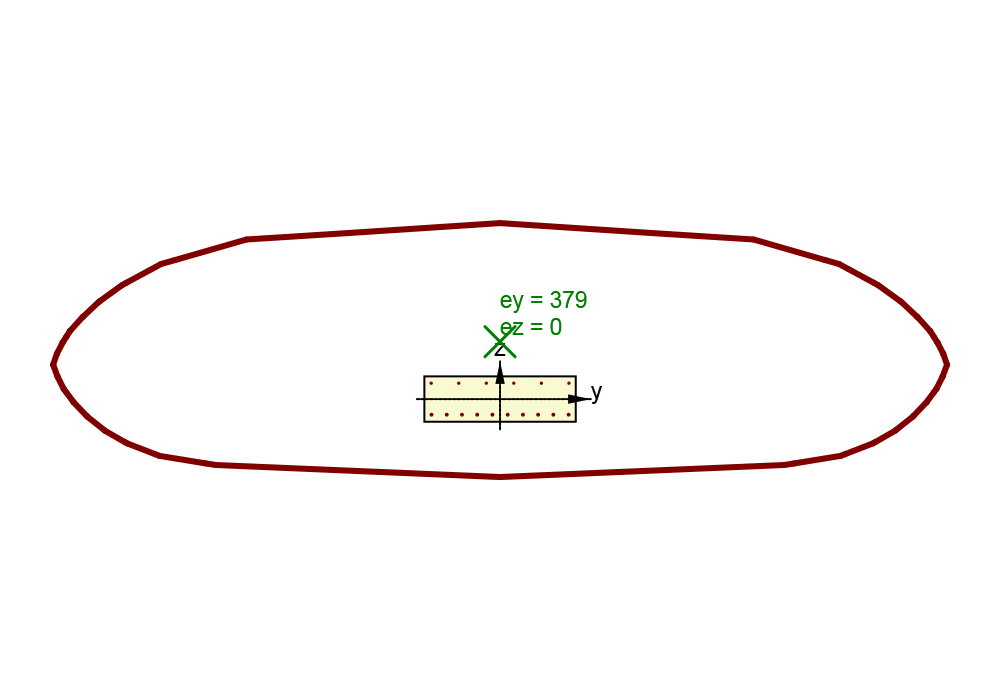 ey = 379
ez = 0
z
y